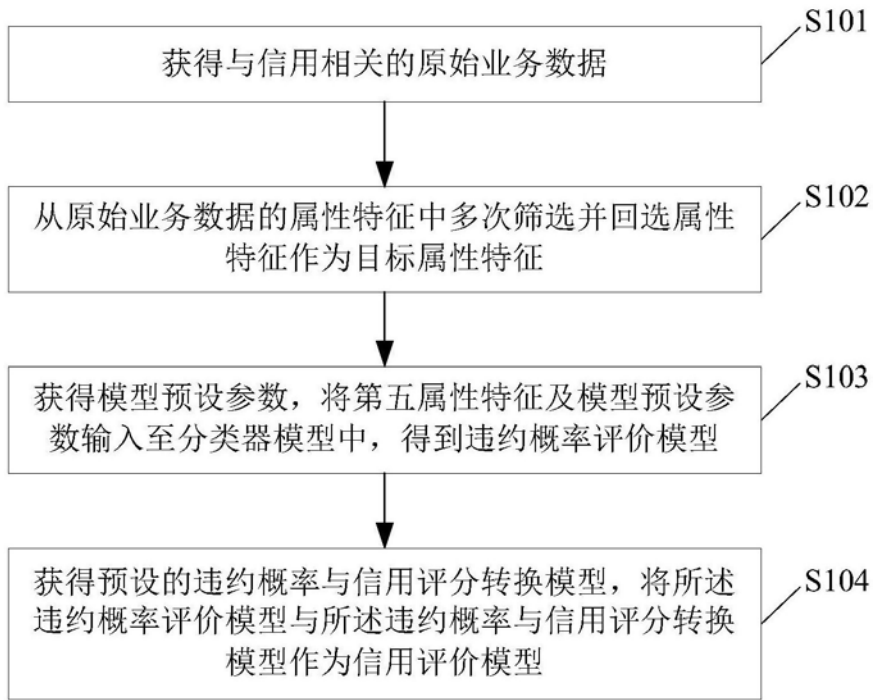 S101
获得与信用相关的原始业务数据
S102
从原始业务数据的属性特征中多次筛选并回选属性
特征作为目标属性特征
S103
获得模型预设参数，将第五属性特征及模型预设参
数输入至分类器模型中，得到违约概率评价模型
S104
获得预设的违约概率与信用评分转换模型，将所述
违约概率评价模型与所述违约概率与信用评分转换
模型作为信用评价模型